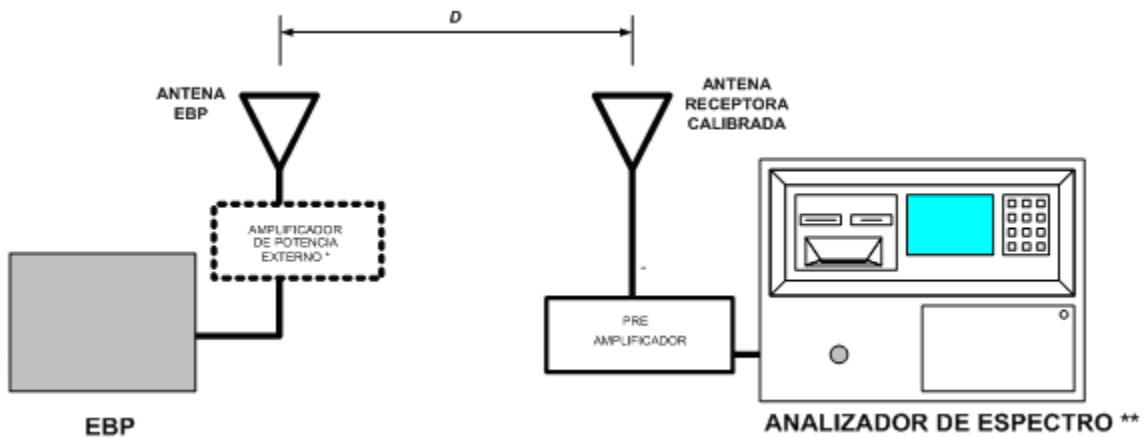 D
ANTENA
EBP
ANTENA
RECEPTORA
CALIBRADA
AMPLIFICADOR
DE POTENCIA
EXTERNO *
PRE
AMPLIFICADOR
EBP
ANALIZADOR DE ESPECTRO **